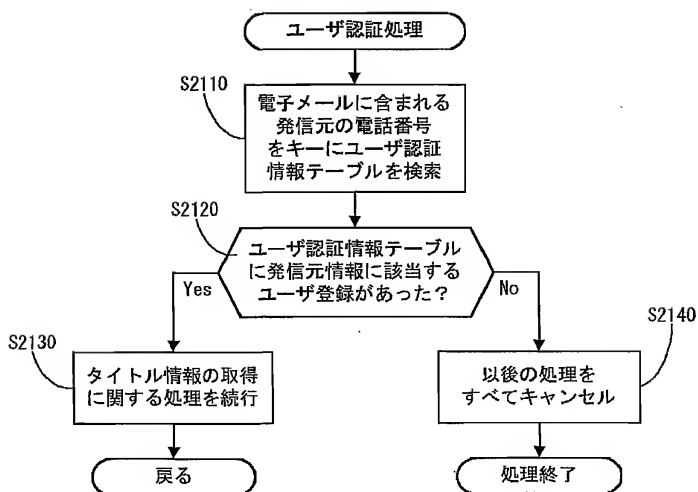 ユーザ認証処理
S2110
電子メールに含まれる
発信元の電話番号
をキーにユーザ認証
情報テーブルを検索
S2120
ユーザ認証情報テーブル
に発信元情報に該当する
ユーザ登録があった？
Yes
No
S2130
タイトル情報の取得
に関する処理を続行
S2140
以後の処理を
すべてキャンセル
戻る
処理終了